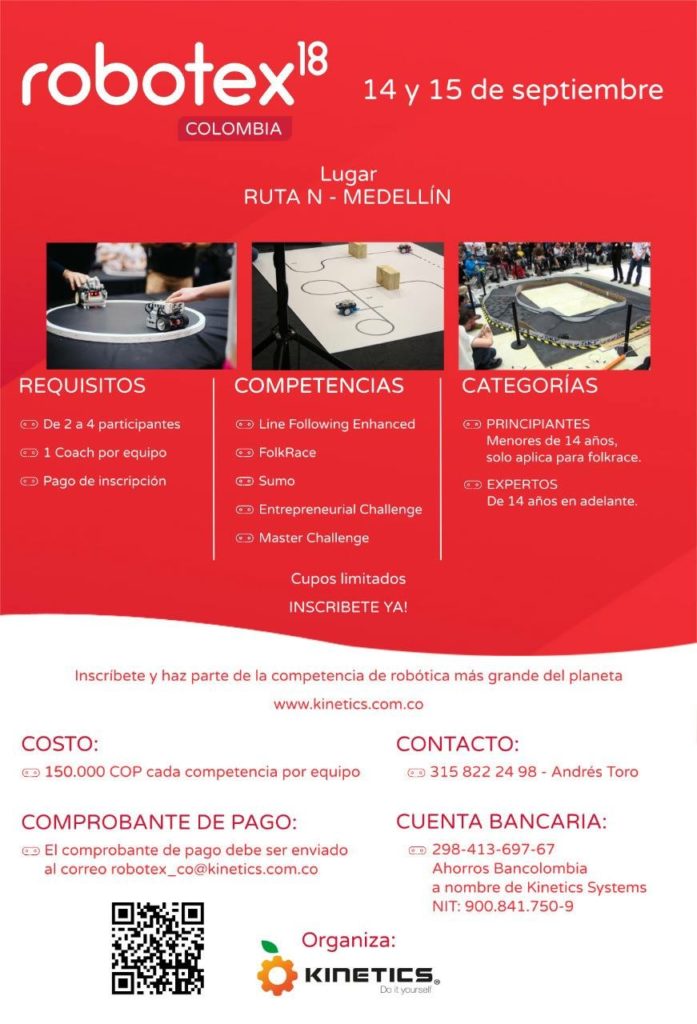 robotex18
COLOMBIA
14 y 15 de septiembre
Lugar
RUTA N - MEDELLÍN
REQUISITOS
De 2 a 4 participantes
1 Coach por equipo
Pago de inscripción
COMPETENCIAS
Line Following Enhanced
FolkRace
Sumo
Entrepreneurial Challenge
Master Challenge
CATEGORÍAS
PRINCIPIANTES
Menores de 14 años,
solo aplica para folkrace.
EXPERTOS
De 14 años en adelante.
Cupos limitados
INSCRIBETE YA!
Inscríbete y haz parte de la competencia de robótica más grande del planeta
www.kinetics.com.co
COSTO:
150.000 COP cada competencia por equipo
CONTACTO:
315 822 24 98 - Andrés Toro
COMPROBANTE DE PAGO:
El comprobante de pago debe ser enviado
al correo robotex_co@kinetics.com.co
CUENTA BANCARIA:
298-413-697-67
Ahorros Bancolombia
a nombre de Kinetics Systems
NIT: 900.841.750-9
Organiza:
KINETICS®
Do it yourself